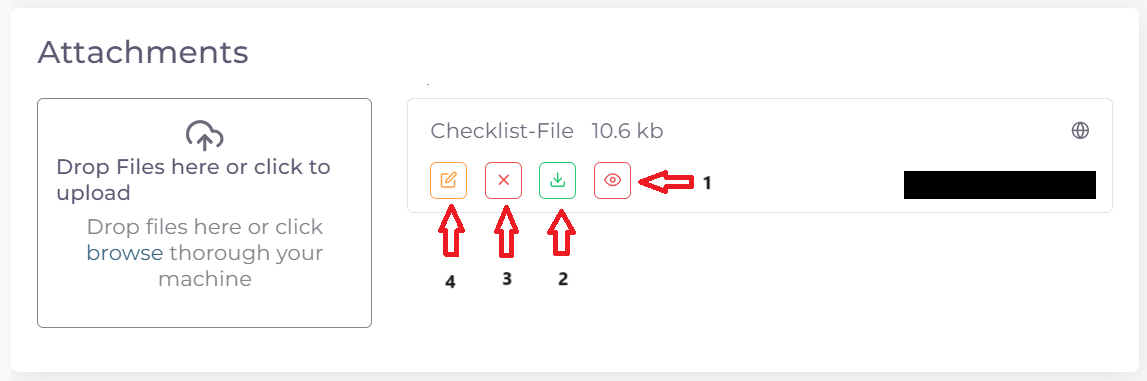 Attachments
Drop Files here or click to
upload
Drop files here or click
browse thorough your
machine
Checklist-File 10.6 kb
1
4
3
2